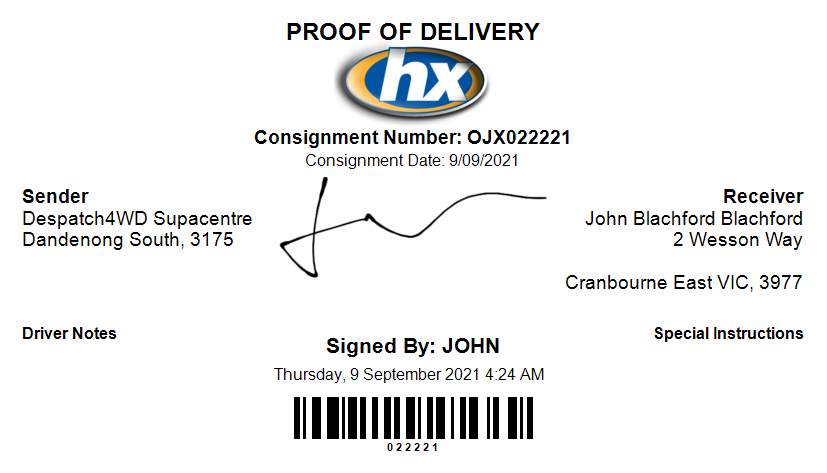 PROOF OF DELIVERY
hx
Consignment Number: OJX022221
Consignment Date: 9/09/2021
Sender
Despatch4WD Supacentre
Dandenong South, 3175
Receiver
John Blachford Blachford
2 Wesson Way
Cranbourne East VIC, 3977
Driver Notes
Special Instructions
Signed By: JOHN
Thursday, 9 September 2021 4:24 AM
022221